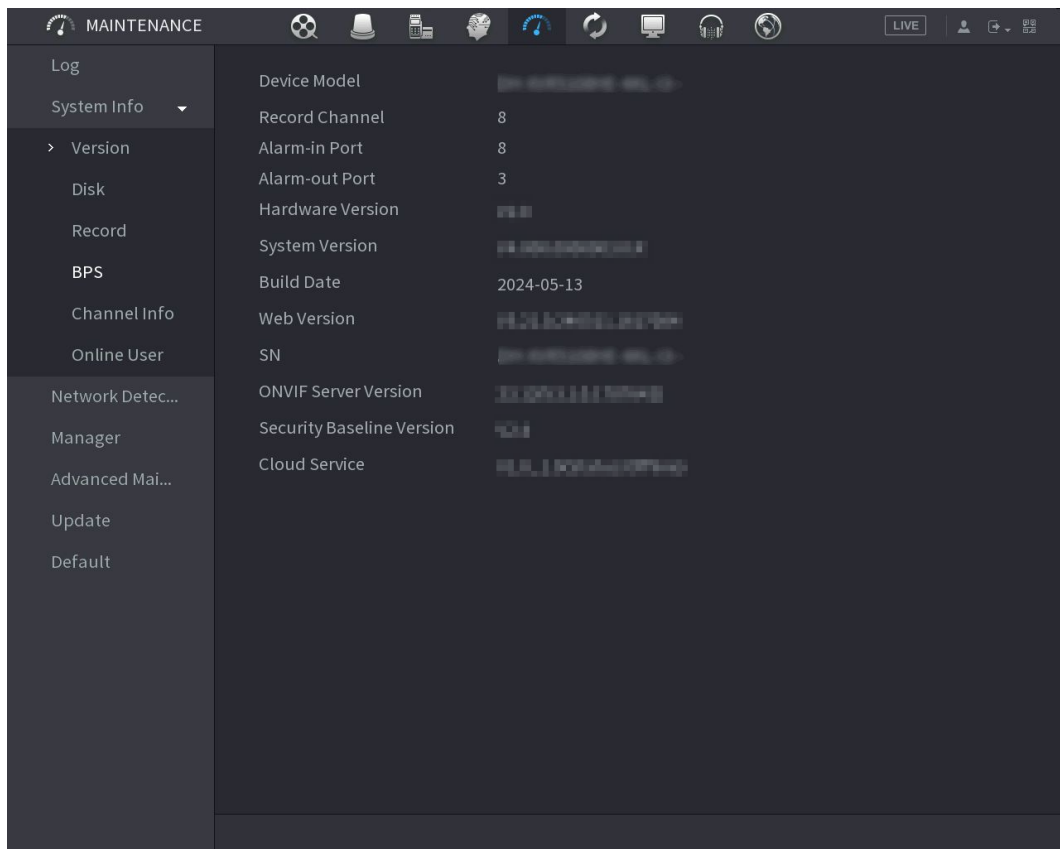 MAINTENANCE
LIVE
Log
System Info
Version
Disk
Record
BPS
Channel Info
Online User
Network Detec...
Manager
Advanced Mai...
Update
Default
Device Model
Record Channel 8
Alarm-in Port 8
Alarm-out Port 3
Hardware Version
System Version
Build Date 2024-05-13
Web Version
SN
ONVIF Server Version
Security Baseline Version
Cloud Service